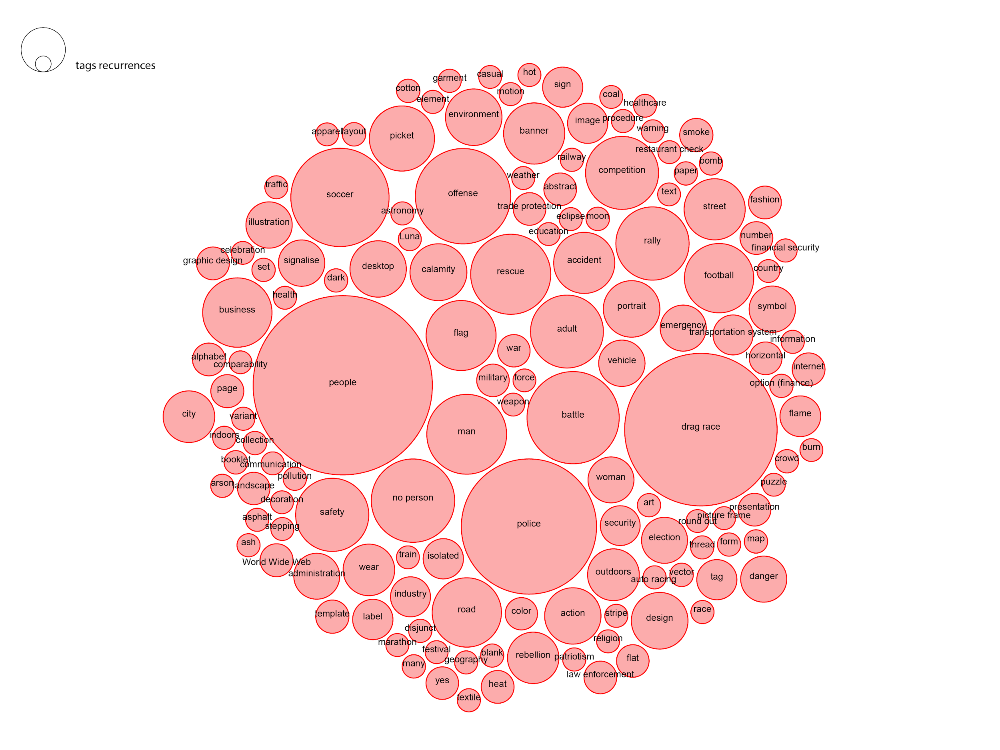 tags recurrences
hot
casual
garment
sign
cotton
motion
coal
element
healthcare
environment
procedure
image
warning
banner
apparel
layout
smoke
picket
restaurant check
railway
bomb
competition
paper
weather
traffic
abstract
text
offense
soccer
fashion
trade protection
street
astronomy
eclipse
moon
illustration
education
number
Luna
rally
financial security
celebration
graphic design
signalise
accident
set
desktop
country
calamity
rescue
football
dark
health
portrait
symbol
business
emergency
adult
transportation system
flag
information
war
horizontal
alphabet
vehicle
comparability
internet
military
force
people
option (finance)
page
weapon
city
flame
battle
variant
drag race
man
indoors
collection
burn
crowd
booklet
communication
pollution
woman
puzzle
arson
landscape
no person
decoration
art
presentation
safety
picture frame
asphalt
round out
security
police
stepping
election
map
form
ash
thread
train
isolated
World Wide Web
wear
outdoors
vector
administration
tag
danger
auto racing
industry
road
race
color
action
stripe
template
label
design
disjunct
religion
marathon
festival
blank
rebellion
patriotism
flat
geography
many
law enforcement
yes
heat
textile